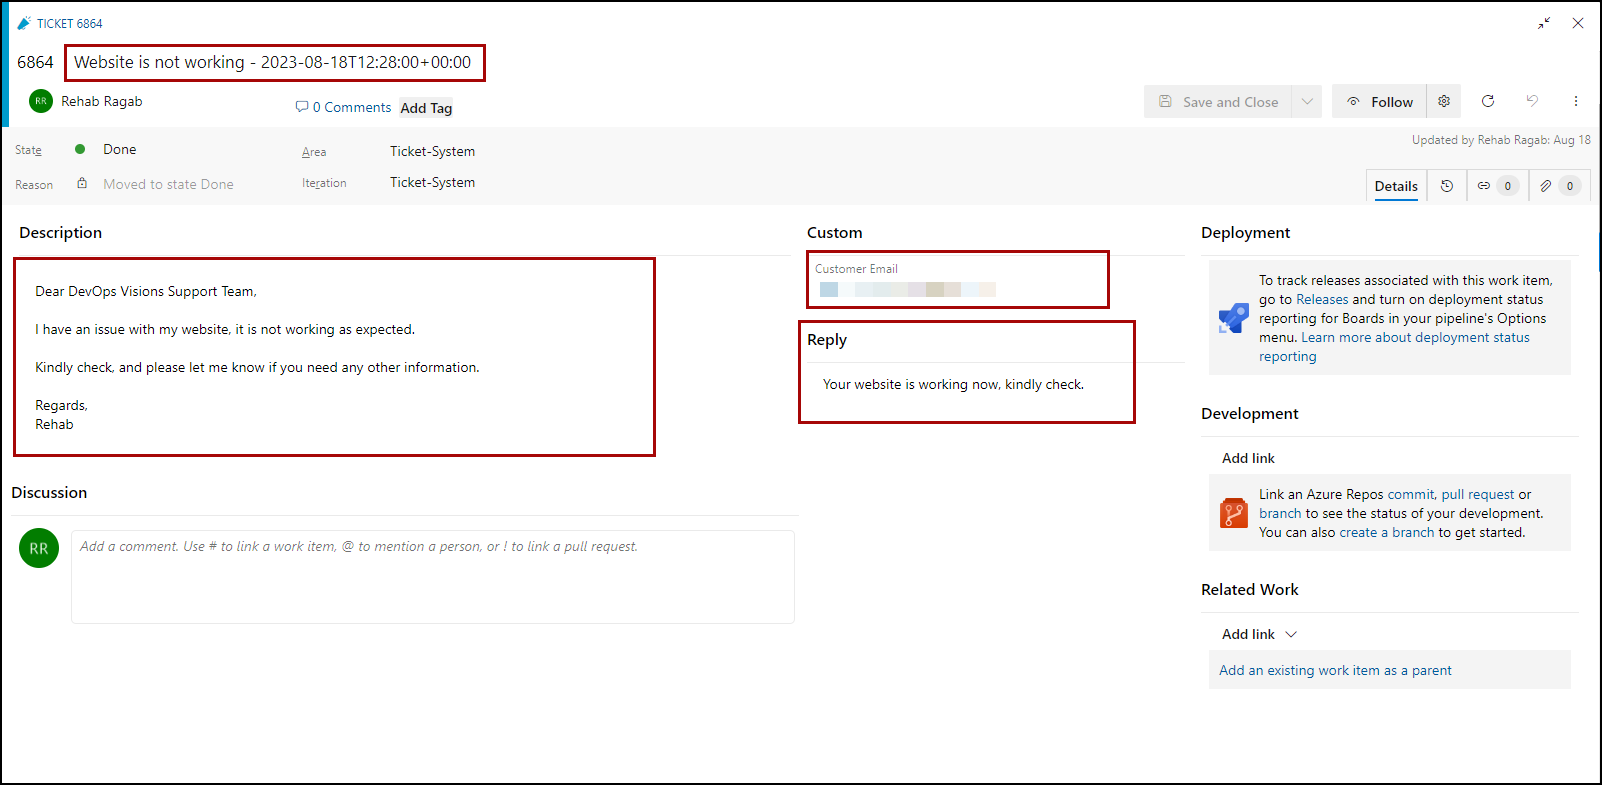 TICKET 6864
6864 Website is not working - 2023-08-18T12:28:00+00:00
RR Rehab Ragab 0 Comments Add Tag Save and Close Follow
State Done Area Ticket-System Updated by Rehab Ragab: Aug 18
Reason Moved to state Done Iteration Ticket-System
Details 0 0
Description
Dear DevOps Visions Support Team,
I have an issue with my website, it is not working as expected.
Kindly check, and please let me know if you need any other information.
Regards,
Rehab
Discussion
RR Add a comment. Use # to link a work item, @ to mention a person, or ! to link a pull request.
Custom
Customer Email
Reply
Your website is working now, kindly check.
Deployment
To track releases associated with this work item,
go to Releases and turn on deployment status
reporting for Boards in your pipeline's Options
menu. Learn more about deployment status
reporting
Development
Add link
Link an Azure Repos commit, pull request or
branch to see the status of your development.
You can also create a branch to get started.
Related Work
Add link
Add an existing work item as a parent